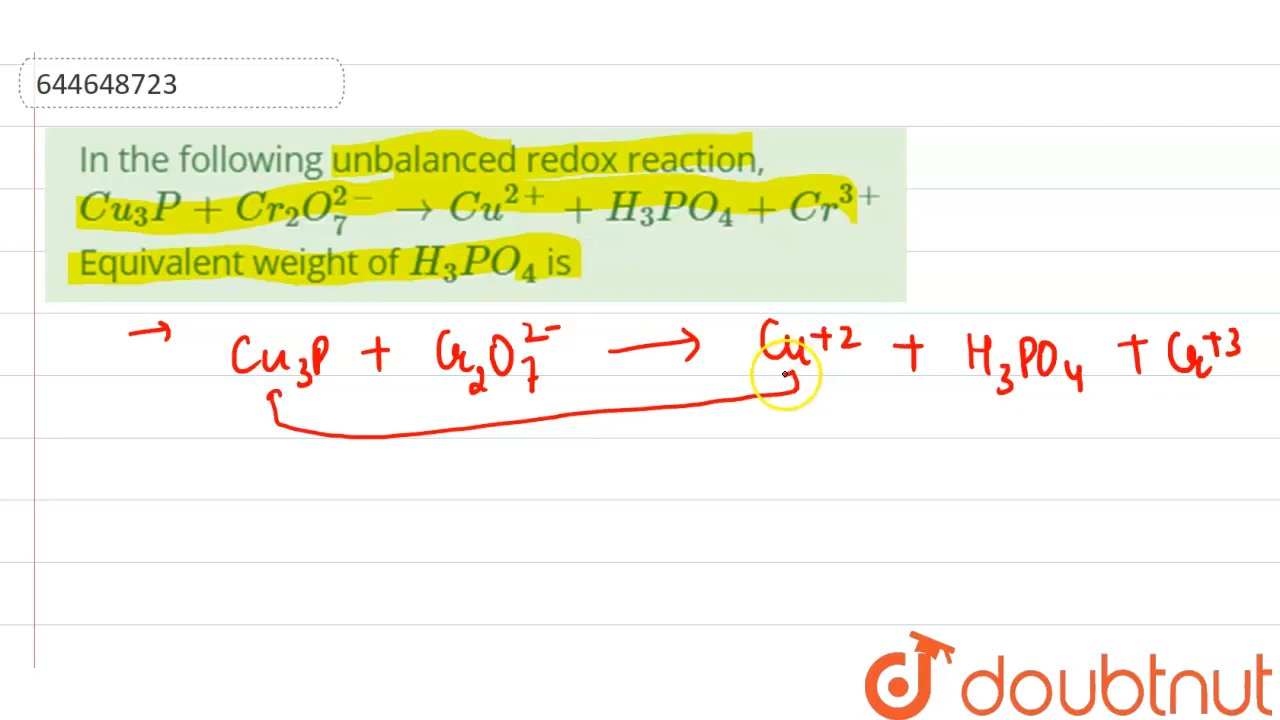 644648723
In the following unbalanced redox reaction,
Cu₃P + Cr₂O₇²⁻ → Cu²⁺ + H₃PO₄ + Cr³⁺
Equivalent weight of H₃PO₄ is
→ Cu₃P + Cr₂O₇²⁻ → Cu⁺² + H₃PO₄ + Cr⁺³
doubtnut